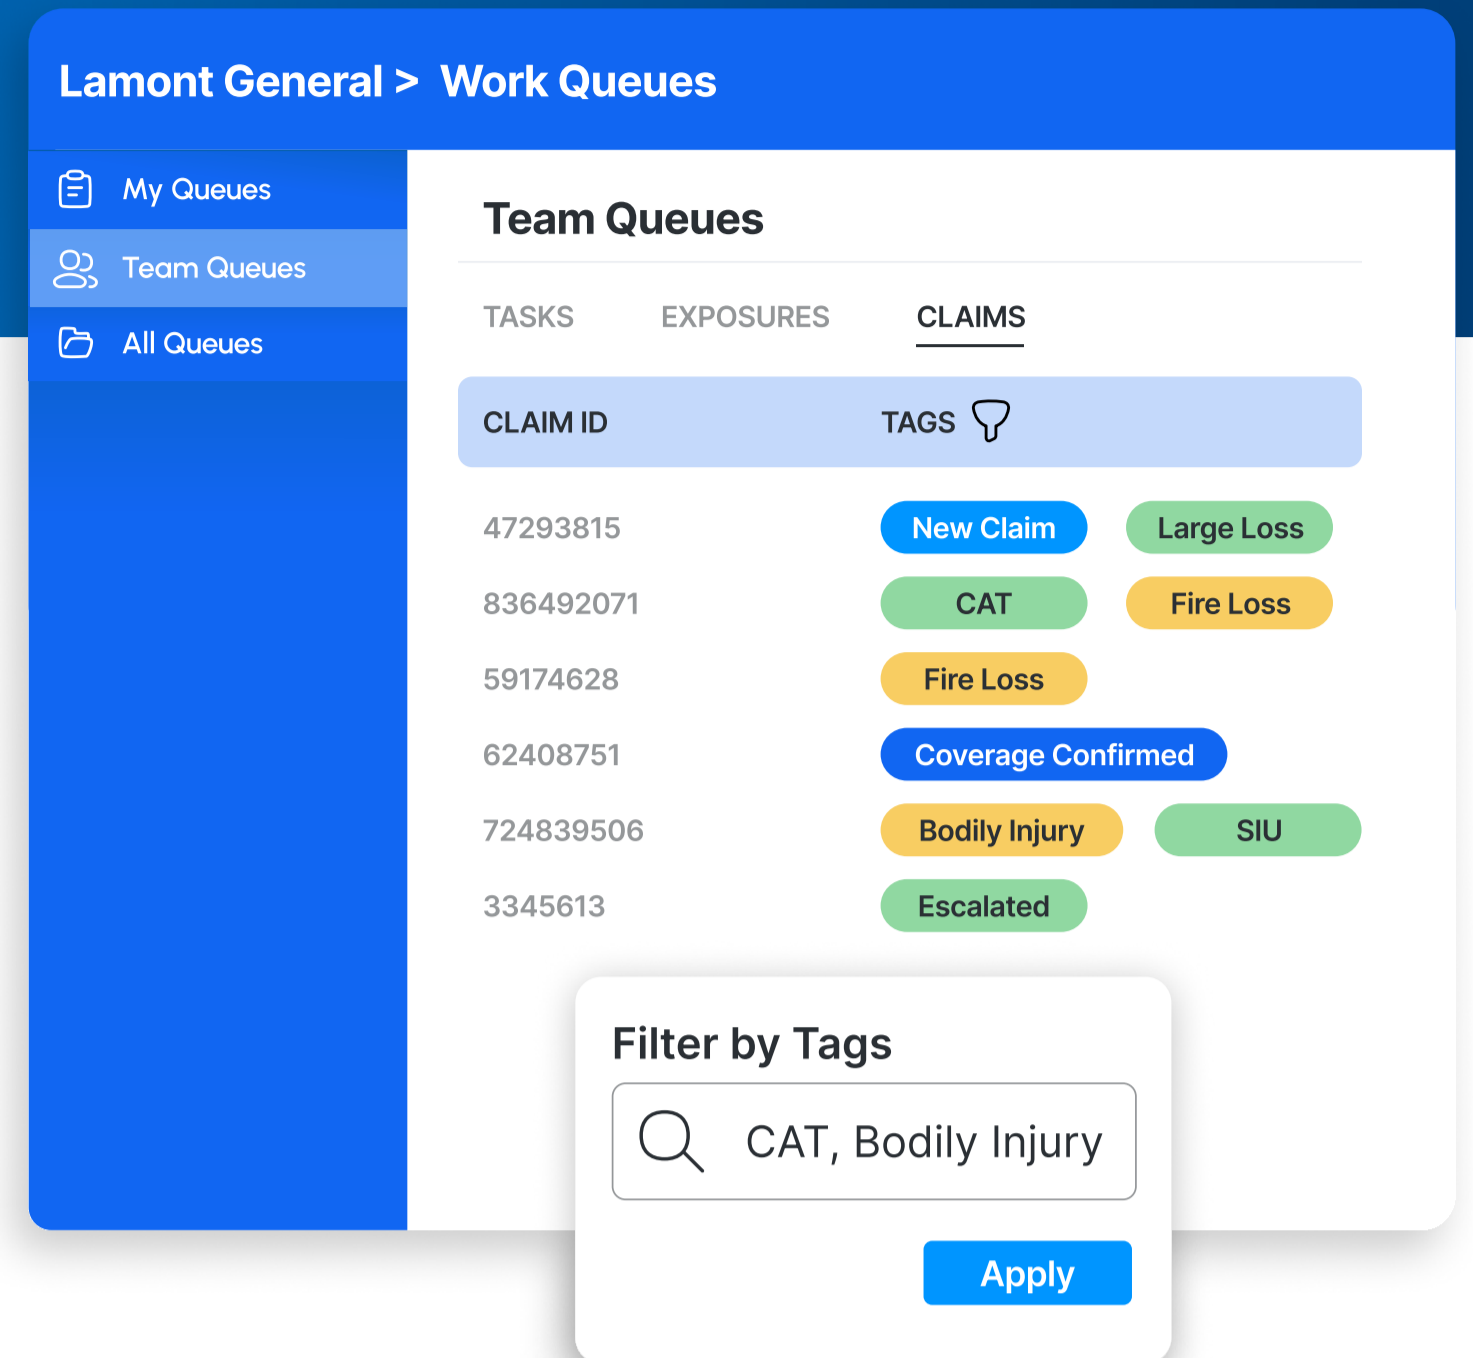 Lamont General > Work Queues
My Queues
Team Queues
All Queues
Team Queues
TASKS EXPOSURES CLAIMS
CLAIM ID TAGS
47293815 New Claim Large Loss
836492071 CAT Fire Loss
59174628 Fire Loss
62408751 Coverage Confirmed
724839506 Bodily Injury SIU
3345613 Escalated
Filter by Tags
CAT, Bodily Injury
Apply